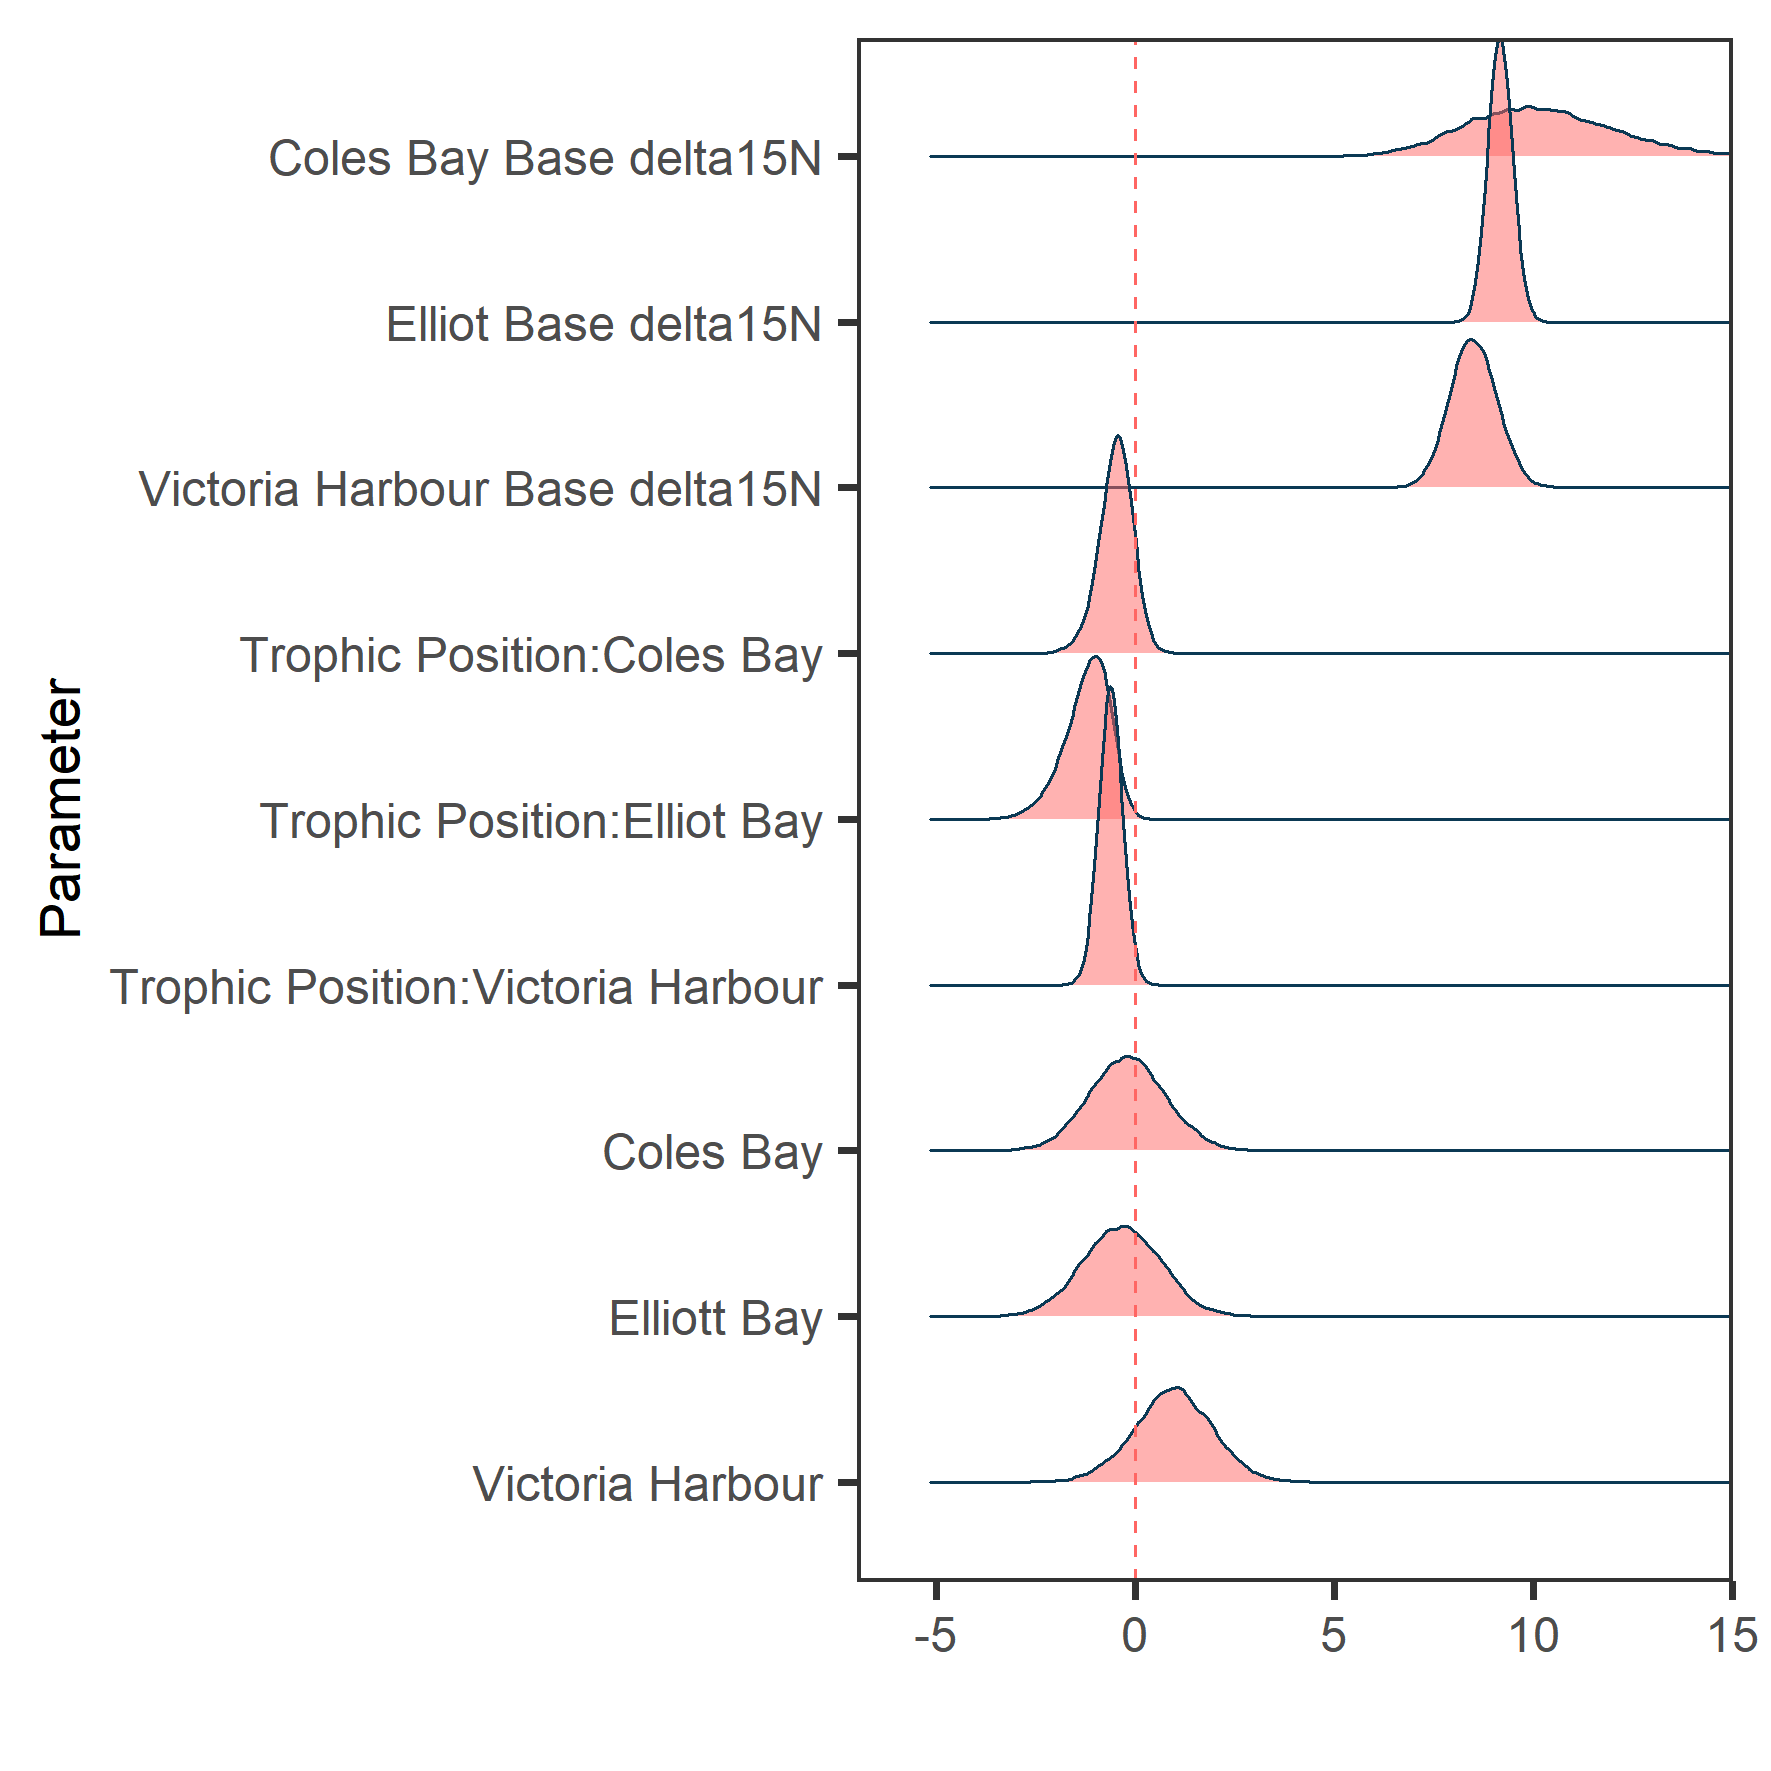 Coles Bay Base delta15N
Elliot Base delta15N
Victoria Harbour Base delta15N
Trophic Position:Coles Bay
Trophic Position:Elliot Bay
Trophic Position:Victoria Harbour
Coles Bay
Elliott Bay
Victoria Harbour
Parameter
-5 0 5 10 15